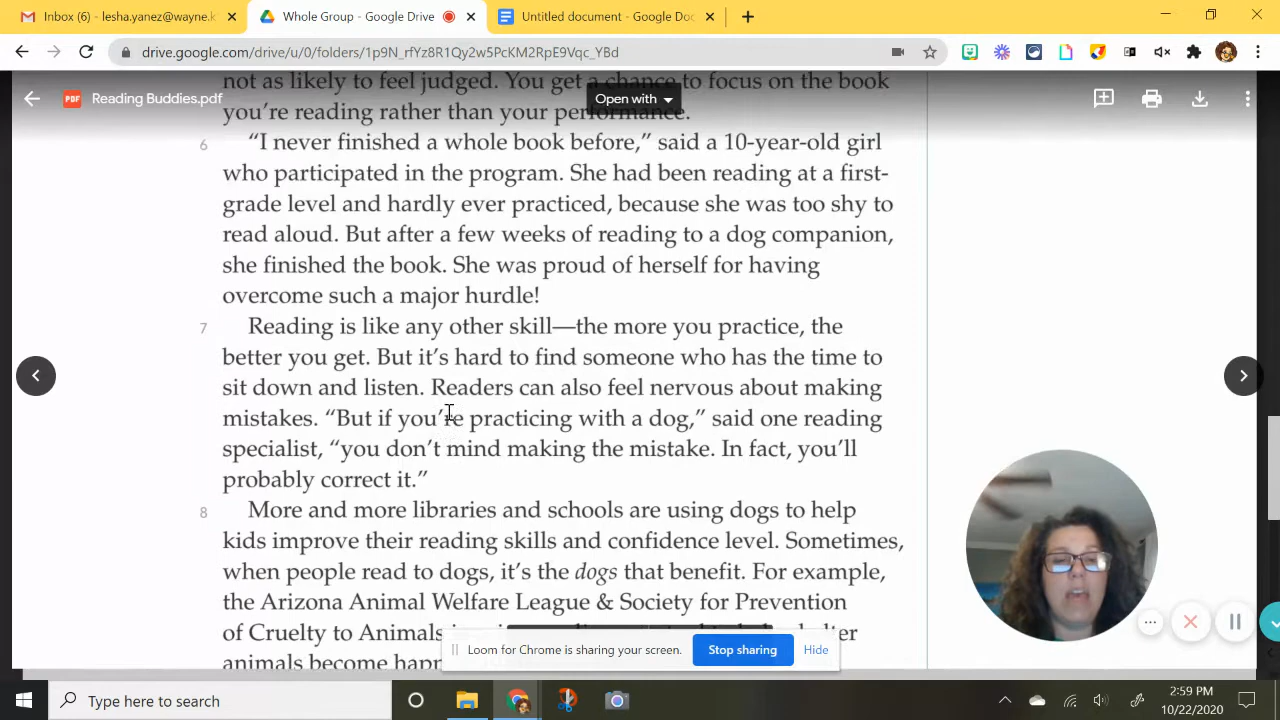 Inbox (6) - lesha.yanez@wayne.k
Whole Group - Google Drive
Untitled document - Google Doc
drive.google.com/drive/u/0/folders/1p9N_rfYz8R1Qy2w5PcKM2RpE9Vqc_YBd
not as likely to feel judged. You get a chance to focus on the book
Reading Buddies.pdf
Open with
you're reading rather than your performance.
6 "I never finished a whole book before," said a 10-year-old girl
who participated in the program. She had been reading at a first-
grade level and hardly ever practiced, because she was too shy to
read aloud. But after a few weeks of reading to a dog companion,
she finished the book. She was proud of herself for having
overcome such a major hurdle!
7 Reading is like any other skill—the more you practice, the
better you get. But it's hard to find someone who has the time to
sit down and listen. Readers can also feel nervous about making
mistakes. "But if you're practicing with a dog," said one reading
specialist, "you don't mind making the mistake. In fact, you'll
probably correct it."
8 More and more libraries and schools are using dogs to help
kids improve their reading skills and confidence level. Sometimes,
when people read to dogs, it's the dogs that benefit. For example,
the Arizona Animal Welfare League & Society for Prevention
of Cruelty to Animals
animals become
Loom for Chrome is sharing your screen.
Stop sharing
Hide
Type here to search
2:59 PM
10/22/2020